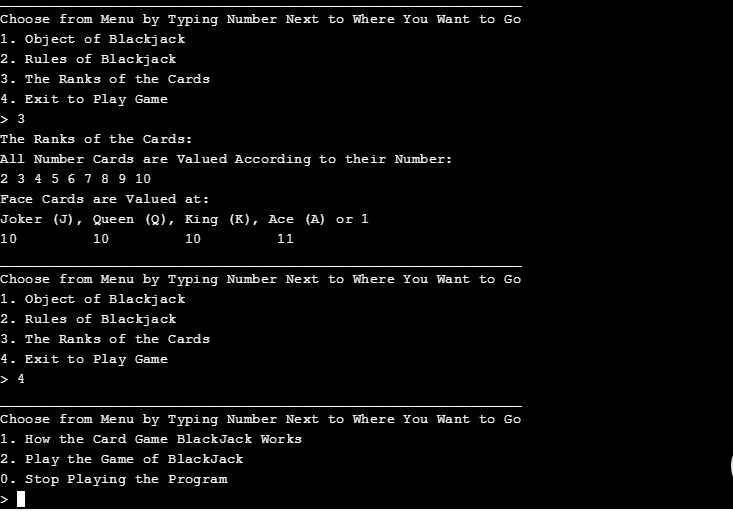 Choose from Menu by Typing Number Next to Where You Want to Go
1. Object of Blackjack
2. Rules of Blackjack
3. The Ranks of the Cards
4. Exit to Play Game
> 3
The Ranks of the Cards:
All Number Cards are Valued According to their Number:
2 3 4 5 6 7 8 9 10
Face Cards are Valued at:
Joker (J), Queen (Q), King (K), Ace (A) or 1
10 10 10 11
Choose from Menu by Typing Number Next to Where You Want to Go
1. Object of Blackjack
2. Rules of Blackjack
3. The Ranks of the Cards
4. Exit to Play Game
> 4
Choose from Menu by Typing Number Next to Where You Want to Go
1. How the Card Game BlackJack Works
2. Play the Game of BlackJack
0. Stop Playing the Program
>